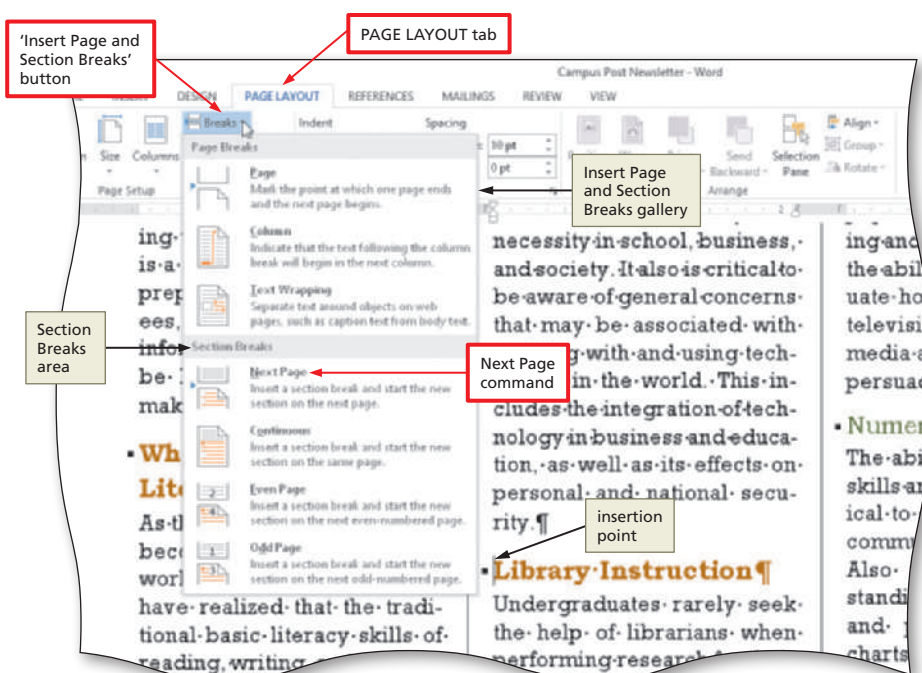 'Insert Page and
Section Breaks'
button
PAGE LAYOUT tab
Campus Post Newsletter - Word
DESIGN PAGE LAYOUT REFERENCES MAILINGS REVIEW VIEW
Breaks Indent Spacing
Align
Size Columns
Page Breaks
10 pt
Group
0 pt
Send
Backward
Selection
Pane
Rotate
Page Setup
Arrange
Page
Mark the point at which one page ends
and the next page begins.
Column
Indicate that the text following the column
break will begin in the next column.
Text Wrapping
Separate text around objects on web
pages, such as caption text from body text.
Section Breaks
Next Page
Insert a section break and start the new
section on the next page.
Continuous
Insert a section break and start the new
section on the same page.
Even Page
Insert a section break and start the new
section on the next even-numbered page.
Odd Page
Insert a section break and start the new
section on the next odd-numbered page.
Insert Page
and Section
Breaks gallery
Section
Breaks
area
Next Page
command
insertion
point
ing
is·a
prep
ees,
info
be·
mak
Wh
Lite
As·th
beco
worl
have·realized·that·the·tradi-
tional·basic·literacy·skills·of·
reading,·writing,
necessity·in·school,·business,·
and·society.·It·also·is·critical·to·
be·aware·of·general·concerns·
that·may·be·associated·with·
g·with·and·using·tech-
in·the·world.·This·in-
cludes·the·integration·of·tech-
nology·in·business·and·educa-
tion,·as·well·as·its·effects·on·
personal·and·national·secu-
rity.¶
Library·Instruction¶
Undergraduates·rarely·seek·
the·help·of·librarians·when·
performing·research
ing·and
the·abil
uate·ho
televisi
media·a
persuad
Numer
The·abi
skills·an
ical·to·
commu
Also·
standi
and·
charts